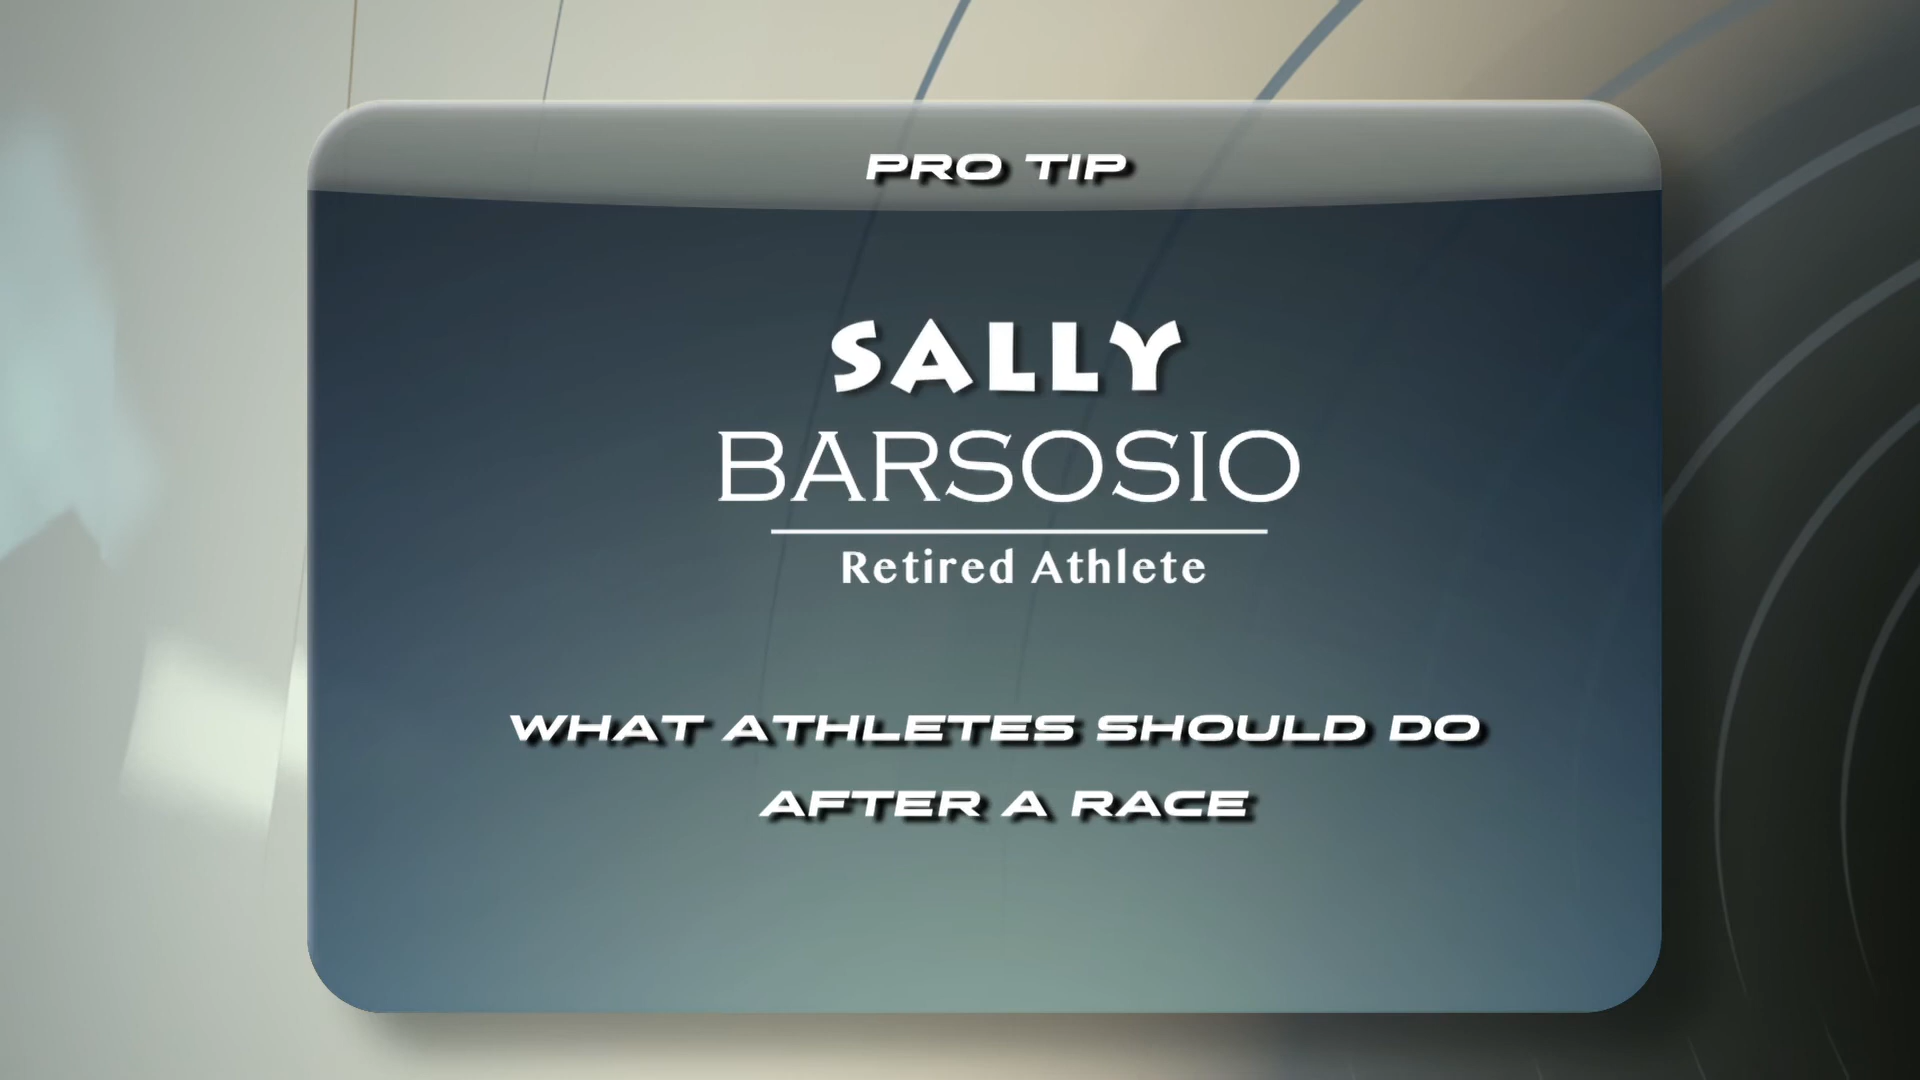 PRO TIP
SALLY
BARSOSIO
Retired Athlete
WHAT ATHLETES SHOULD DO
AFTER A RACE